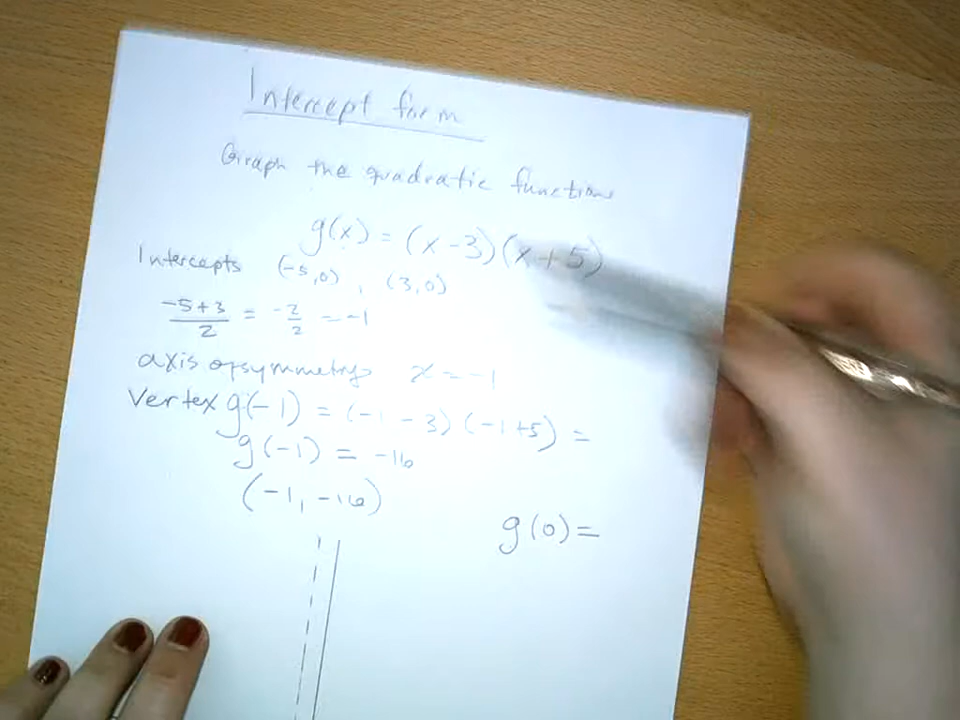 Intercept form
Graph the quadratic functions
g(x) = (x-3)(x+5)
Intercepts (-5,0), (3,0)
-5+3/2 = -2/2 = -1
axis of symmetry x = -1
Vertex g(-1) = (-1-3)(-1+5) =
g(-1) = -16
(-1, -16)
g(0)=